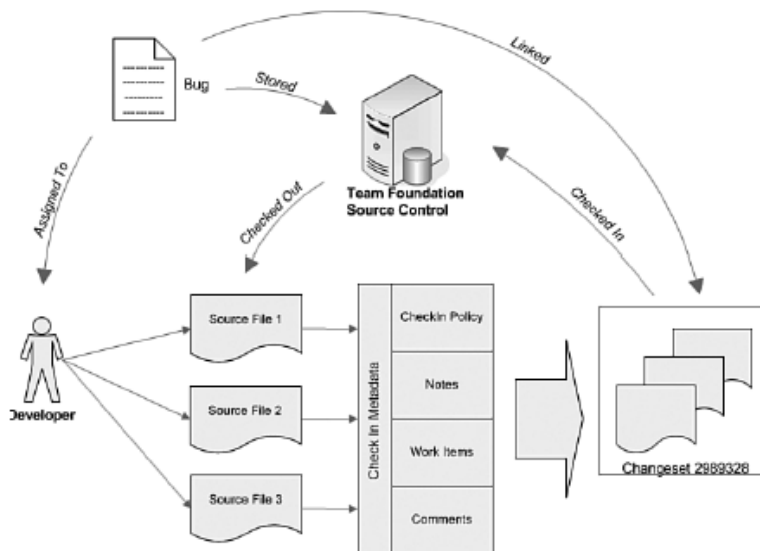 Linked
Bug
Stored
Team Foundation
Source Control
Assigned To
Checked Out
Checked In
Source File 1
CheckIn Policy
Check In Metadata
Notes
Developer
Source File 2
Work Items
Changeset 2989328
Source File 3
Comments